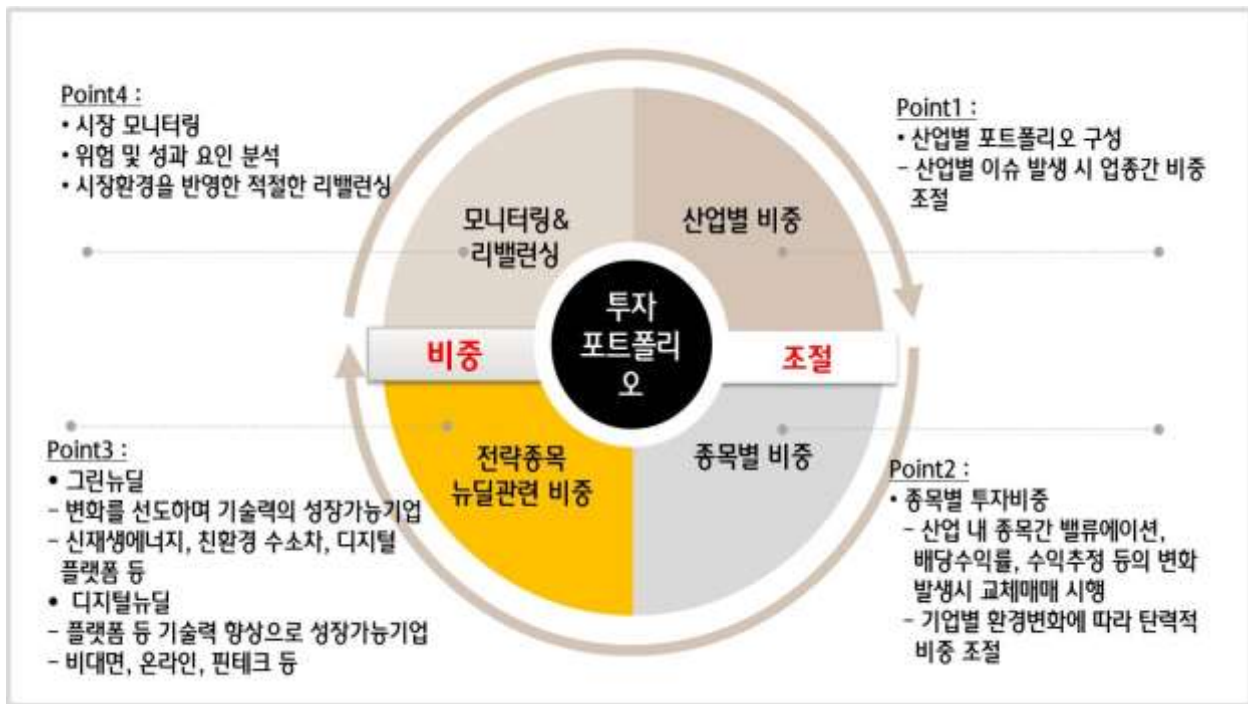 Point4 :
• 시장 모니터링
• 위험 및 성과 요인 분석
• 시장환경을 반영한 적절한 리밸런싱
Point1 :
• 산업별 포트폴리오 구성
– 산업별 이슈 발생 시 업종간 비중
조절
모니터링&
리밸런싱
산업별 비중
투자
포트폴리
오
비중
조절
전략종목
뉴딜관련 비중
종목별 비중
Point3 :
• 그린뉴딜
– 변화를 선도하며 기술력의 성장가능기업
– 신재생에너지, 친환경 수소차, 디지털
플랫폼 등
• 디지털뉴딜
– 플랫폼 등 기술력 향상으로 성장가능기업
– 비대면, 온라인, 핀테크 등
Point2 :
• 종목별 투자비중
– 산업 내 종목간 밸류에이션,
배당수익률, 수익추정 등의 변화
발생시 교체매매 시행
– 기업별 환경변화에 따라 탄력적
비중 조절